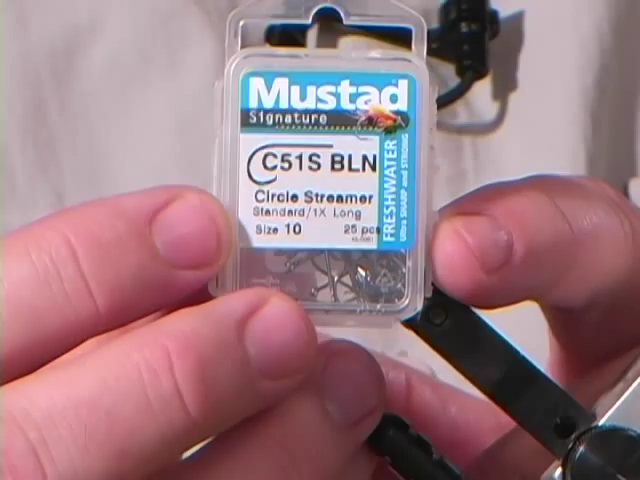 Mustad
Signature
C51S BLN
Circle Streamer
Standard/1X Long
Size 10 25 pcs
FRESHWATER
Ultra SHARP and STRONG